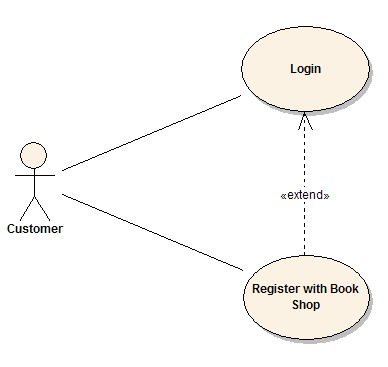 Login
«extend»
Customer
Register with Book
Shop